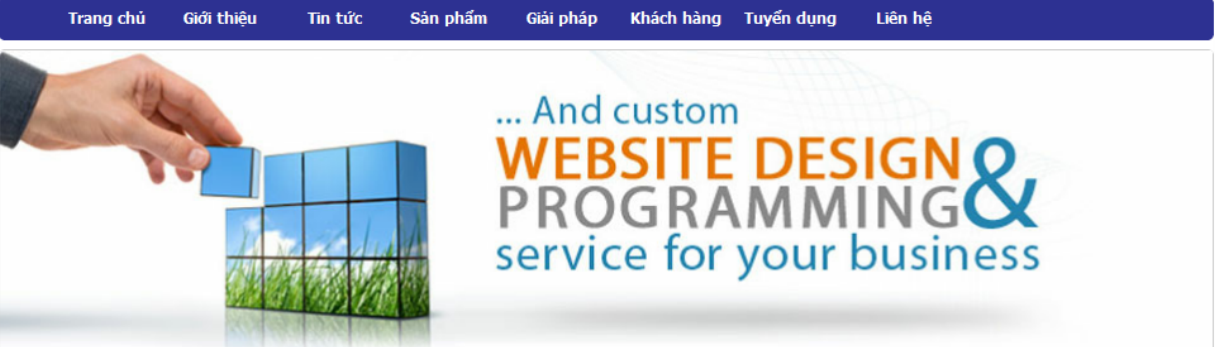 Trang chủ Giới thiệu Tin tức Sản phẩm Giải pháp Khách hàng Tuyển dụng Liên hệ
... And custom
WEBSITE DESIGN &
PROGRAMMING
service for your business